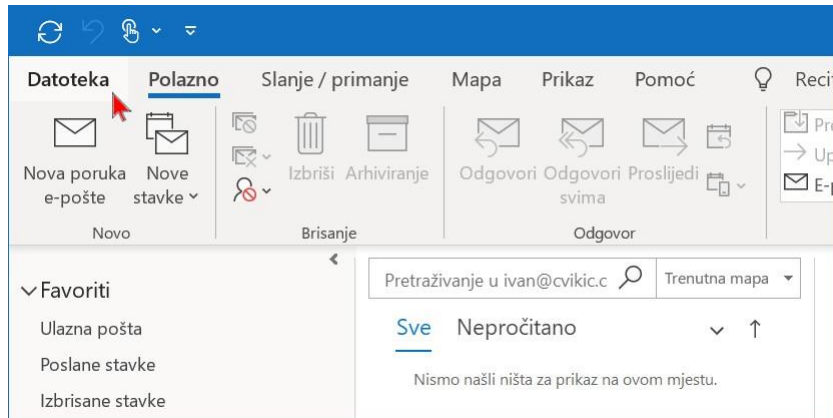 Datoteka Polazno Slanje / primanje Mapa Prikaz Pomoć
Nova poruka e-pošte
Nove stavke
Novo
Izbriši Arhiviranje
Brisanje
Odgovori Odgovori svima Proslijedi
Odgovor
Favoriti
Ulazna pošta
Poslane stavke
Izbrisane stavke
Pretraživanje u ivan@cvikic.c Trenutna mapa
Sve Nepročitano
Nismo našli ništa za prikaz na ovom mjestu.